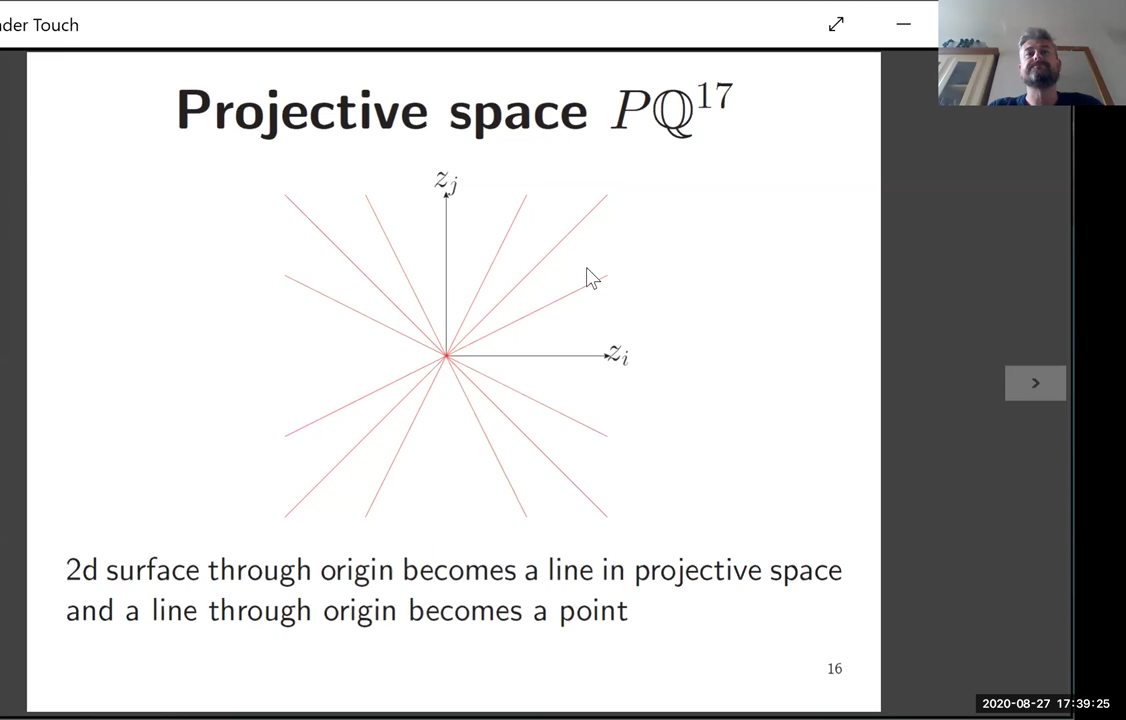 der Touch
Projective space $P\mathbb{Q}^{17}$
$z_j$
$z_i$
2d surface through origin becomes a line in projective space
and a line through origin becomes a point
16
2020-08-27 17:39:25